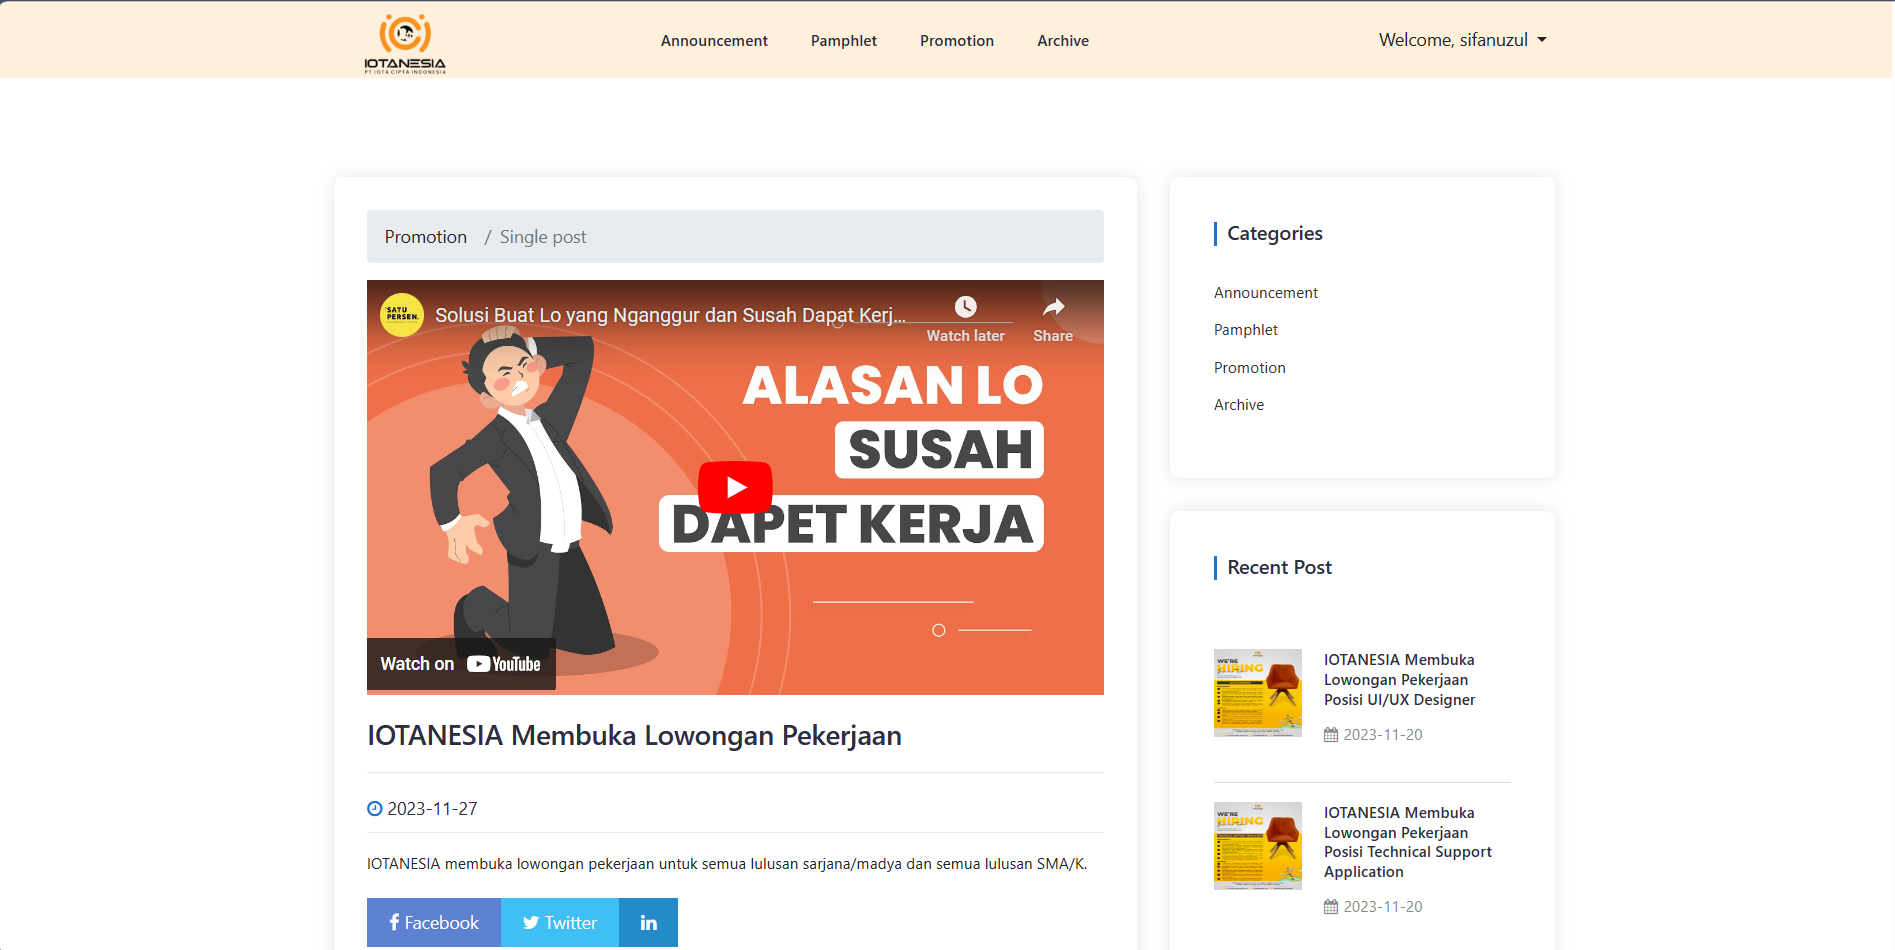 IOTANESIA
PT IOTA CIPTA INDONESIA
Announcement
Pamphlet
Promotion
Archive
Welcome, sifanuzul
Promotion / Single post
SATU
PERSEN.
Solusi Buat Lo yang Nganggur dan Susah Dapat Kerj...
Watch later
Share
ALASAN LO
SUSAH
DAPET KERJA
Watch on YouTube
IOTANESIA Membuka Lowongan Pekerjaan
2023-11-27
IOTANESIA membuka lowongan pekerjaan untuk semua lulusan sarjana/madya dan semua lulusan SMA/K.
Facebook
Twitter
in
Categories
Announcement
Pamphlet
Promotion
Archive
Recent Post
WE'RE
HIRING
IOTANESIA Membuka
Lowongan Pekerjaan
Posisi UI/UX Designer
2023-11-20
WE'RE
HIRING
IOTANESIA Membuka
Lowongan Pekerjaan
Posisi Technical Support
Application
2023-11-20